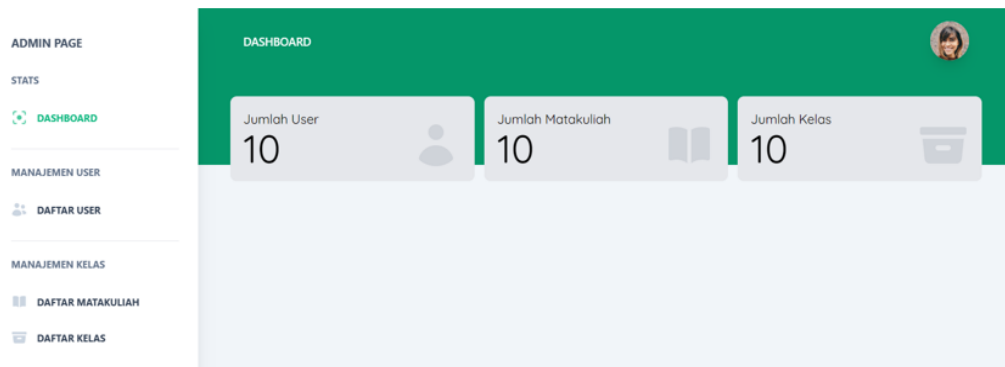 ADMIN PAGE
STATS
DASHBOARD
MANAJEMEN USER
DAFTAR USER
MANAJEMEN KELAS
DAFTAR MATAKULIAH
DAFTAR KELAS
DASHBOARD
Jumlah User
10
Jumlah Matakuliah
10
Jumlah Kelas
10